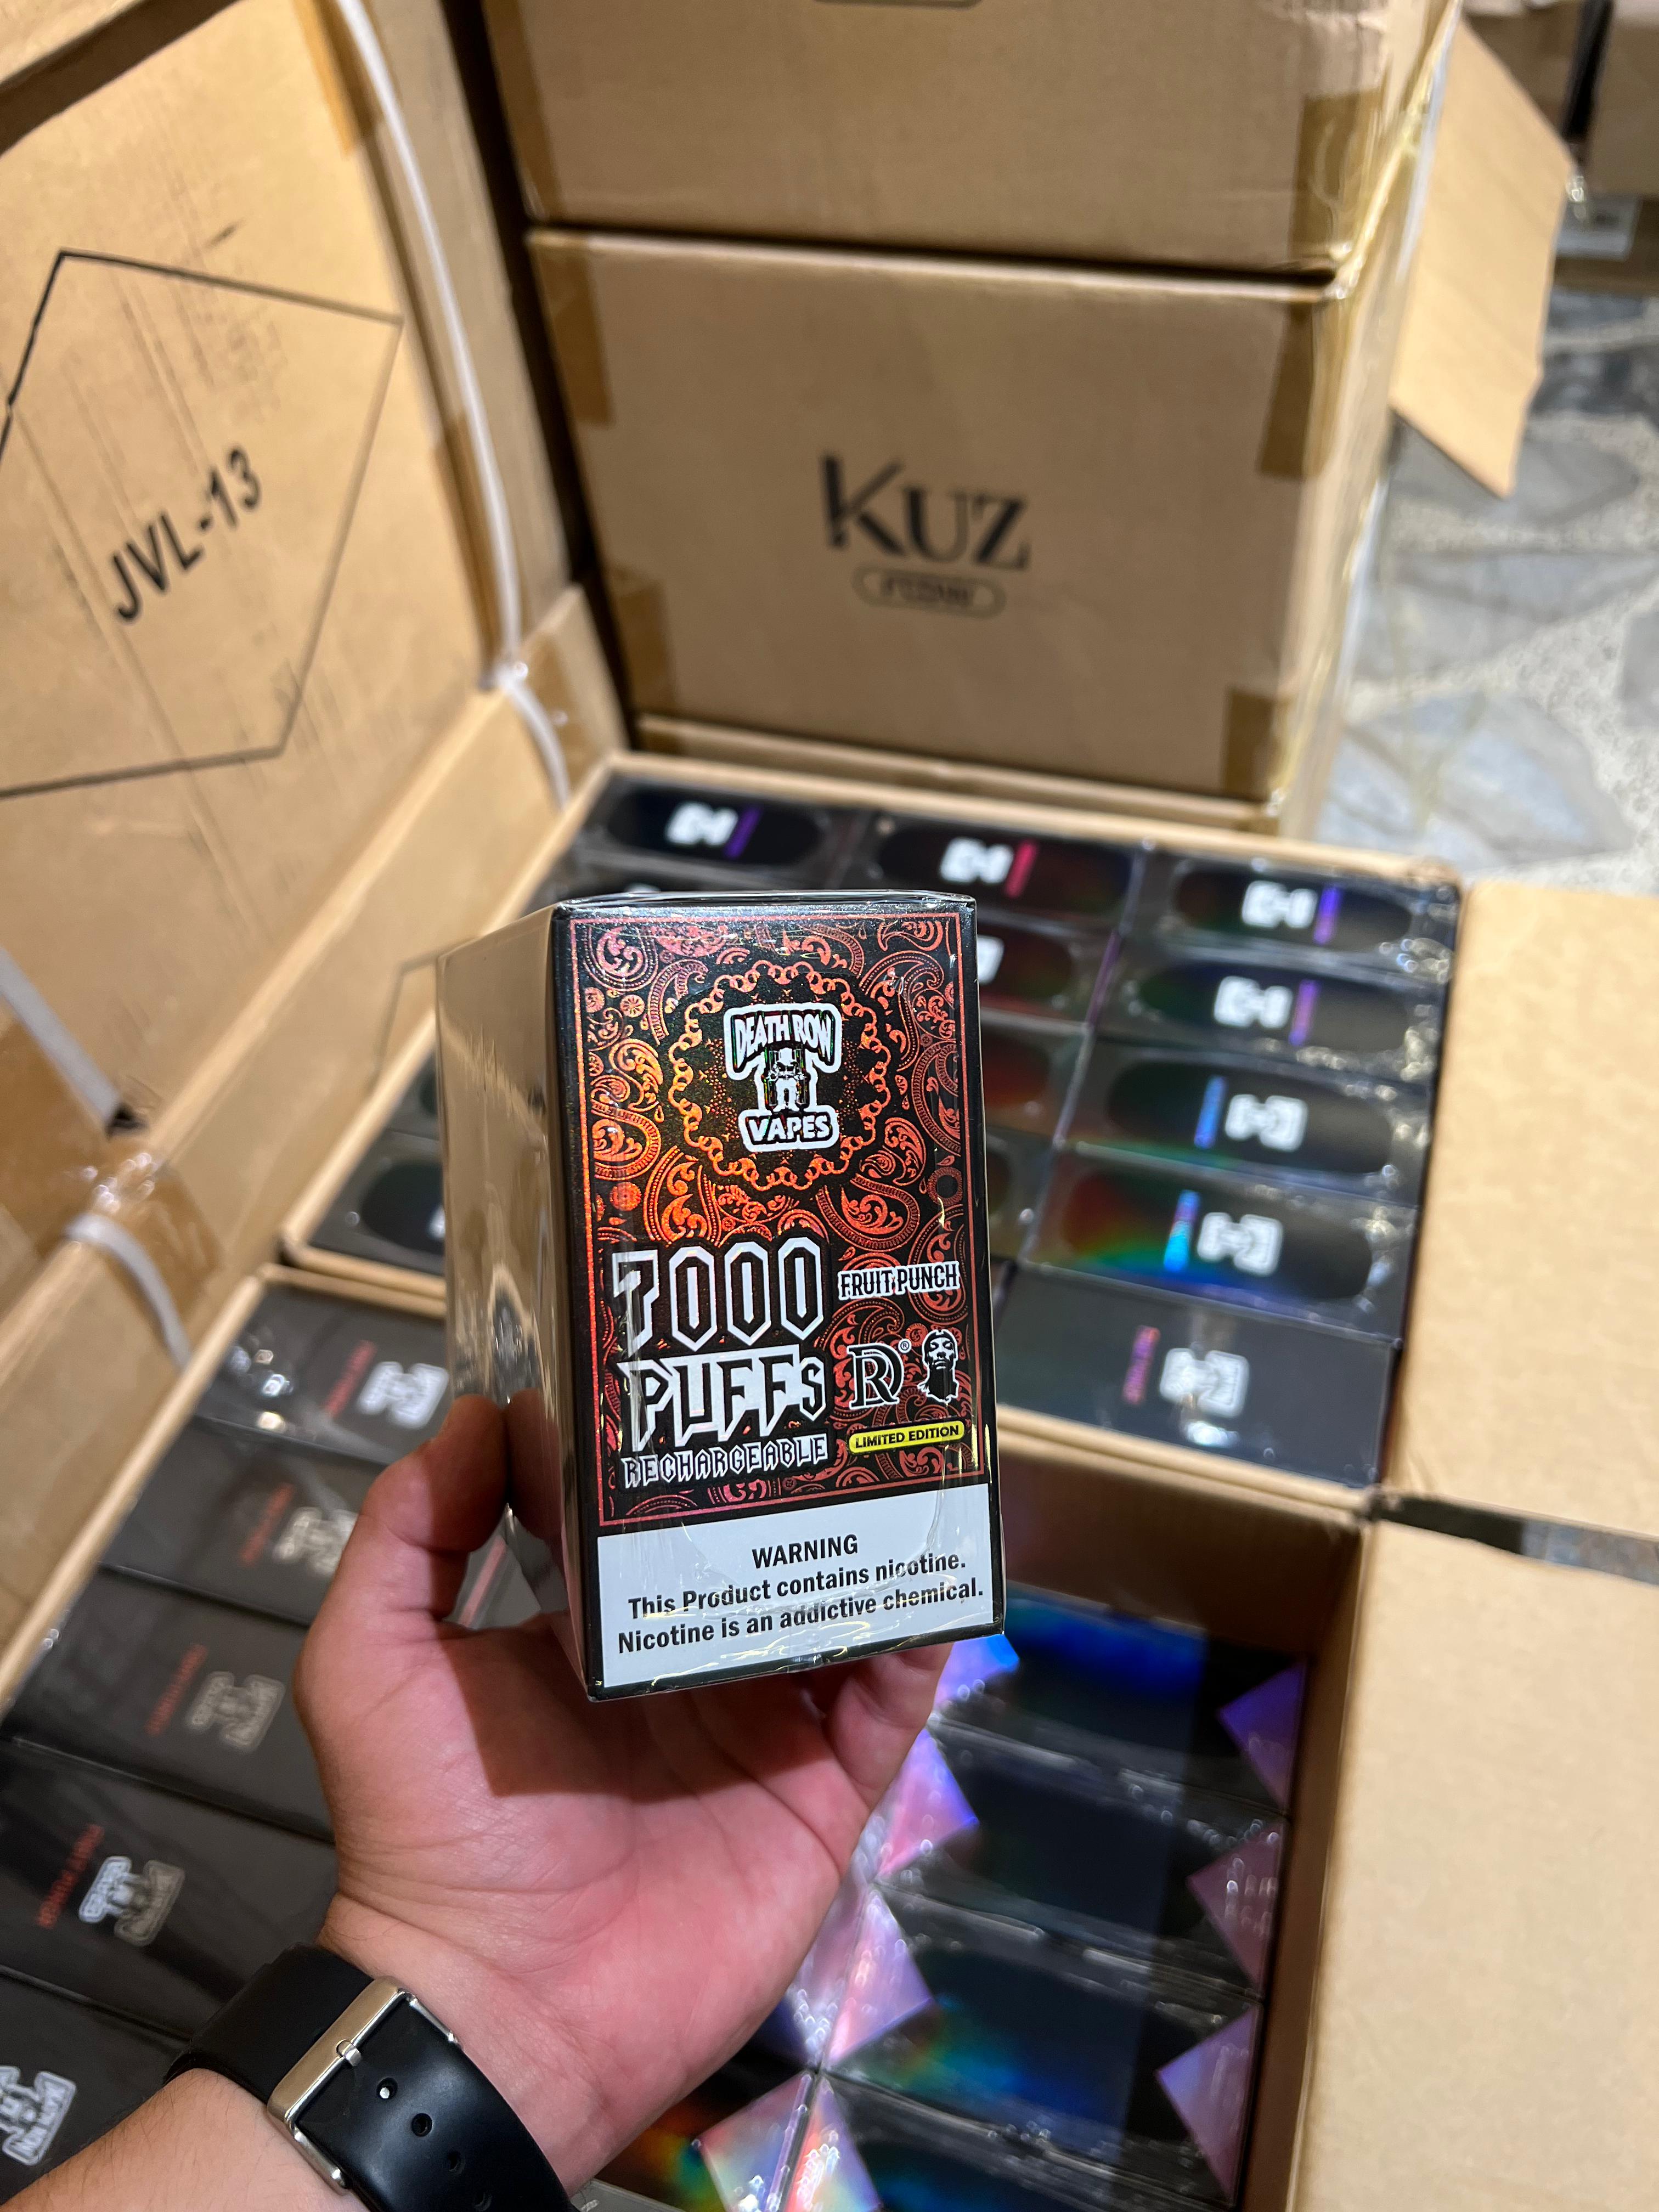 JVL-13
KUZ
DEATH ROW
VAPES
7000
PUFFS
RECHARGEABLE
FRUIT PUNCH
DR®
LIMITED EDITION
WARNING
This Product contains nicotine.
Nicotine is an addictive chemical.